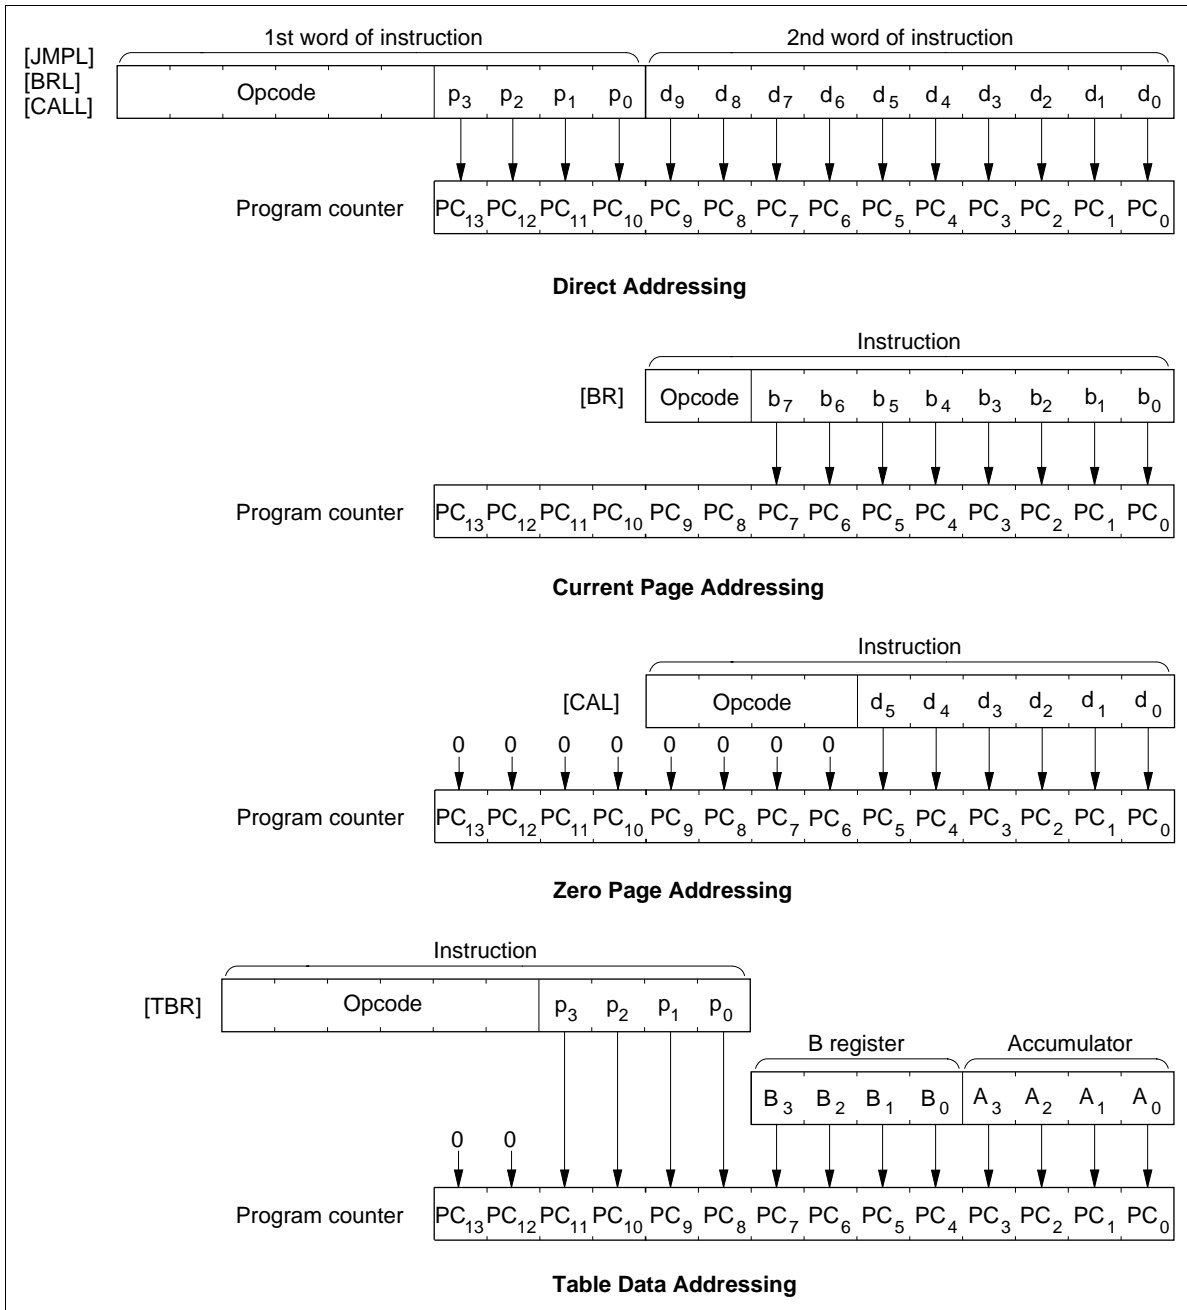 1st word of instruction 2nd word of instruction
[JMPL]
[BRL]
[CALL]
Opcode p3 p2 p1 p0 d9 d8 d7 d6 d5 d4 d3 d2 d1 d0
Program counter PC13 PC12 PC11 PC10 PC9 PC8 PC7 PC6 PC5 PC4 PC3 PC2 PC1 PC0
Direct Addressing
Instruction
[BR] Opcode b7 b6 b5 b4 b3 b2 b1 b0
Program counter PC13 PC12 PC11 PC10 PC9 PC8 PC7 PC6 PC5 PC4 PC3 PC2 PC1 PC0
Current Page Addressing
Instruction
[CAL] Opcode d5 d4 d3 d2 d1 d0
0 0 0 0 0 0 0 0
Program counter PC13 PC12 PC11 PC10 PC9 PC8 PC7 PC6 PC5 PC4 PC3 PC2 PC1 PC0
Zero Page Addressing
Instruction
[TBR] Opcode p3 p2 p1 p0
B register Accumulator
B3 B2 B1 B0 A3 A2 A1 A0
0 0
Program counter PC13 PC12 PC11 PC10 PC9 PC8 PC7 PC6 PC5 PC4 PC3 PC2 PC1 PC0
Table Data Addressing